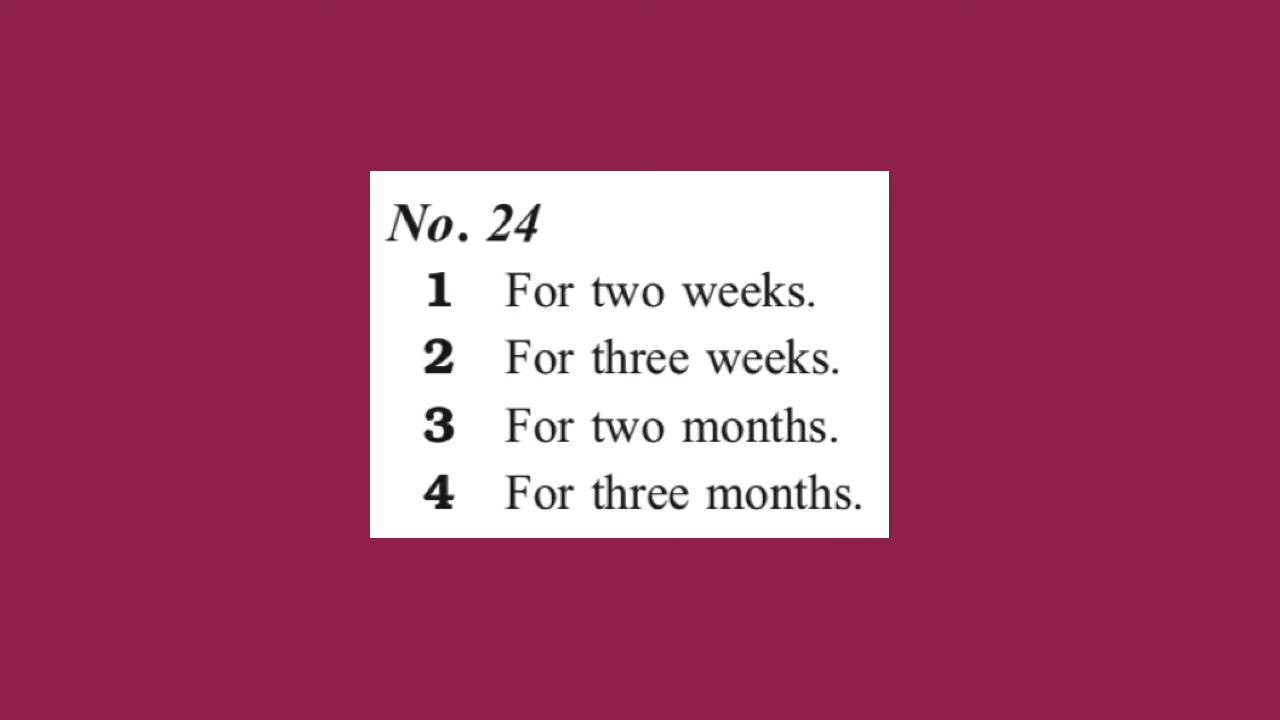 No. 24
1 For two weeks.
2 For three weeks.
3 For two months.
4 For three months.